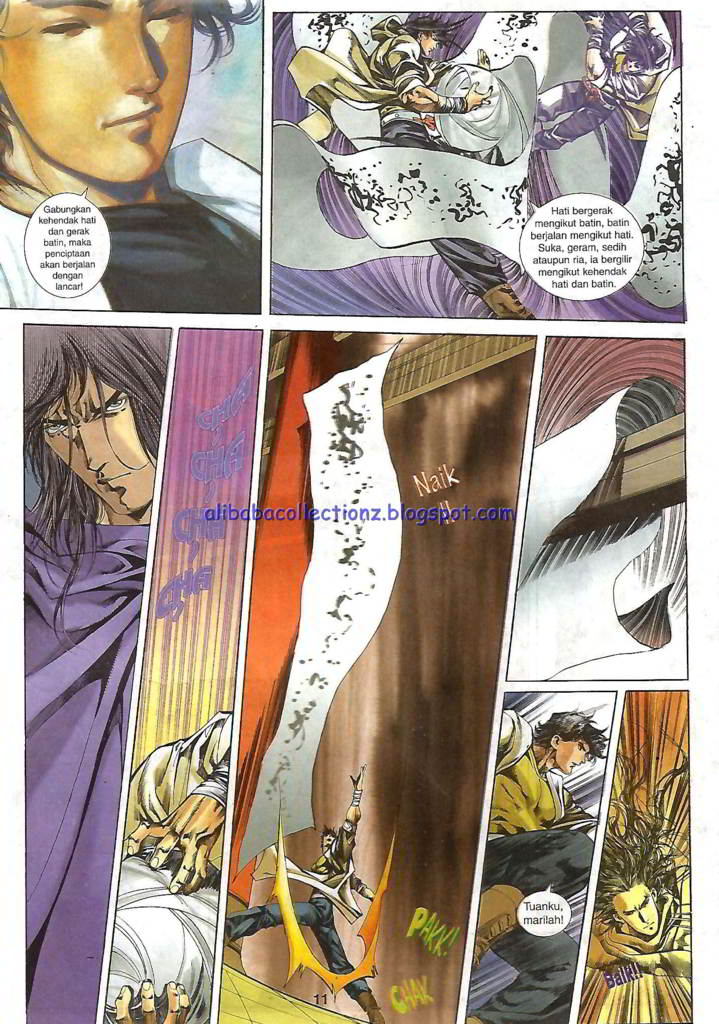 Gabungkan
kehendak hati
dan gerak
batin, maka
penciptaan
akan berjalan
dengan
lancar!
Hati bergerak
mengikut batin, batin
berjalan mengikut hati.
Suka, geram, sedih
ataupun ria, ia bergilir
mengikut kehendak
hati dan batin.
CHA,
CHA,
CHA,
CHA,
Naik
!!
alibabacollectionz.blogspot.com
PAKK!
CHAK
Tuanku,
marilah!
Baik!!
11